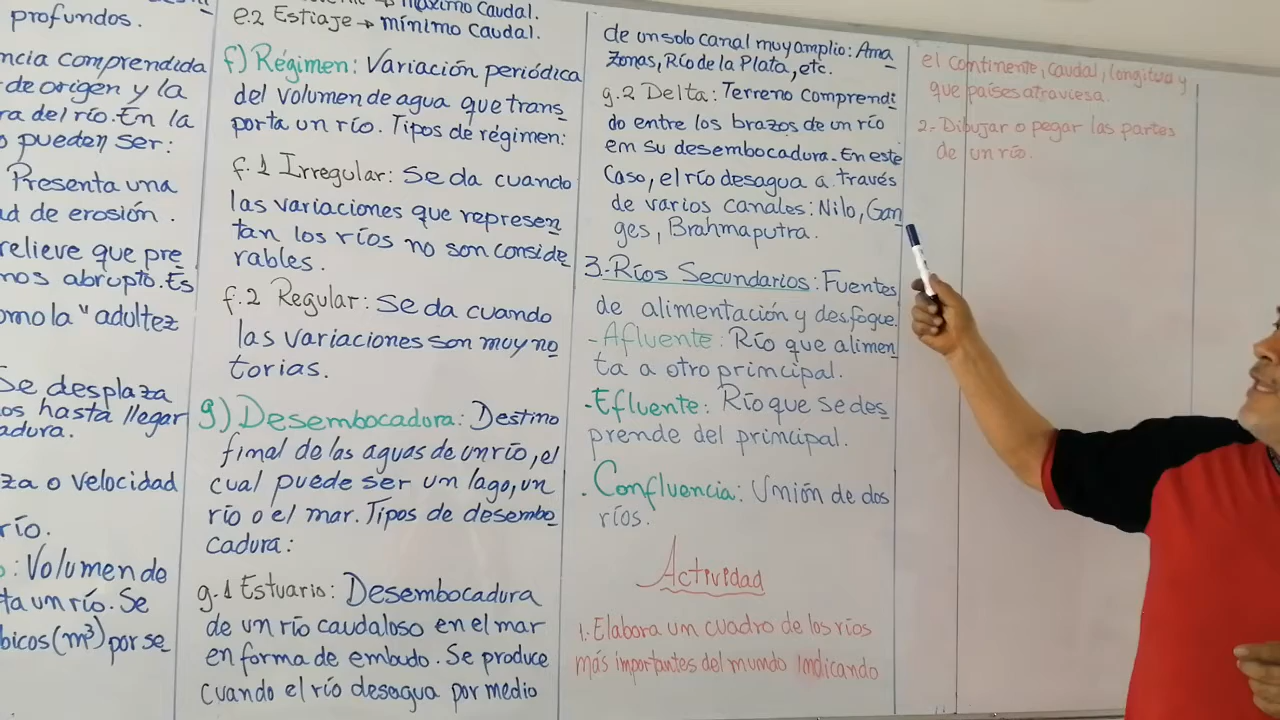 profundos.
ncia comprendida
de origen y la
ra del río. En la
o pueden ser:
Presenta una
ad de erosión.
relieve que pre
nos abrupto. Es
omo la "adultez
Se desplaza
os hasta llegar
adura.
za o velocidad
río.
o: Volumen de
ta un río. Se
bicos (m³) por se
máximo Caudal.
e.2 Estiaje → mínimo Caudal.
f) Régimen: Variación periódica
del volumen de agua que trans
porta un río. Tipos de régimen:
f.1 Irregular: Se da cuando
las variaciones que represen
tan los ríos no son conside
rables.
f.2 Regular: Se da cuando
las variaciones son muy no
torias.
g) Desembocadura: Destino
final de las aguas de un río, el
cual puede ser un lago, un
río o el mar. Tipos de desembo
cadura:
g.1 Estuario: Desembocadura
de un río caudaloso en el mar
en forma de embudo. Se produce
cuando el río desagua por medio
de un solo canal muy amplio: Ama
zonas, Río de la Plata, etc.
g.2 Delta: Terreno comprendi
do entre los brazos de un río
em su desembocadura. En este
Caso, el río desagua a través
de varios canales: Nilo, Gan
ges, Brahmaputra.
3.- Ríos Secundarios: Fuentes
de alimentación y desfogue.
- Afluente: Río que alimen
ta a otro principal.
- Efluente: Río que se des
prende del principal.
. Confluencia: Unión de dos
ríos.
Actividad
1.- Elabora un cuadro de los ríos
más importantes del mundo indicando
el continente, caudal, longitud y
que países atraviesa.
2.- Dibujar o pegar las partes
de un río.